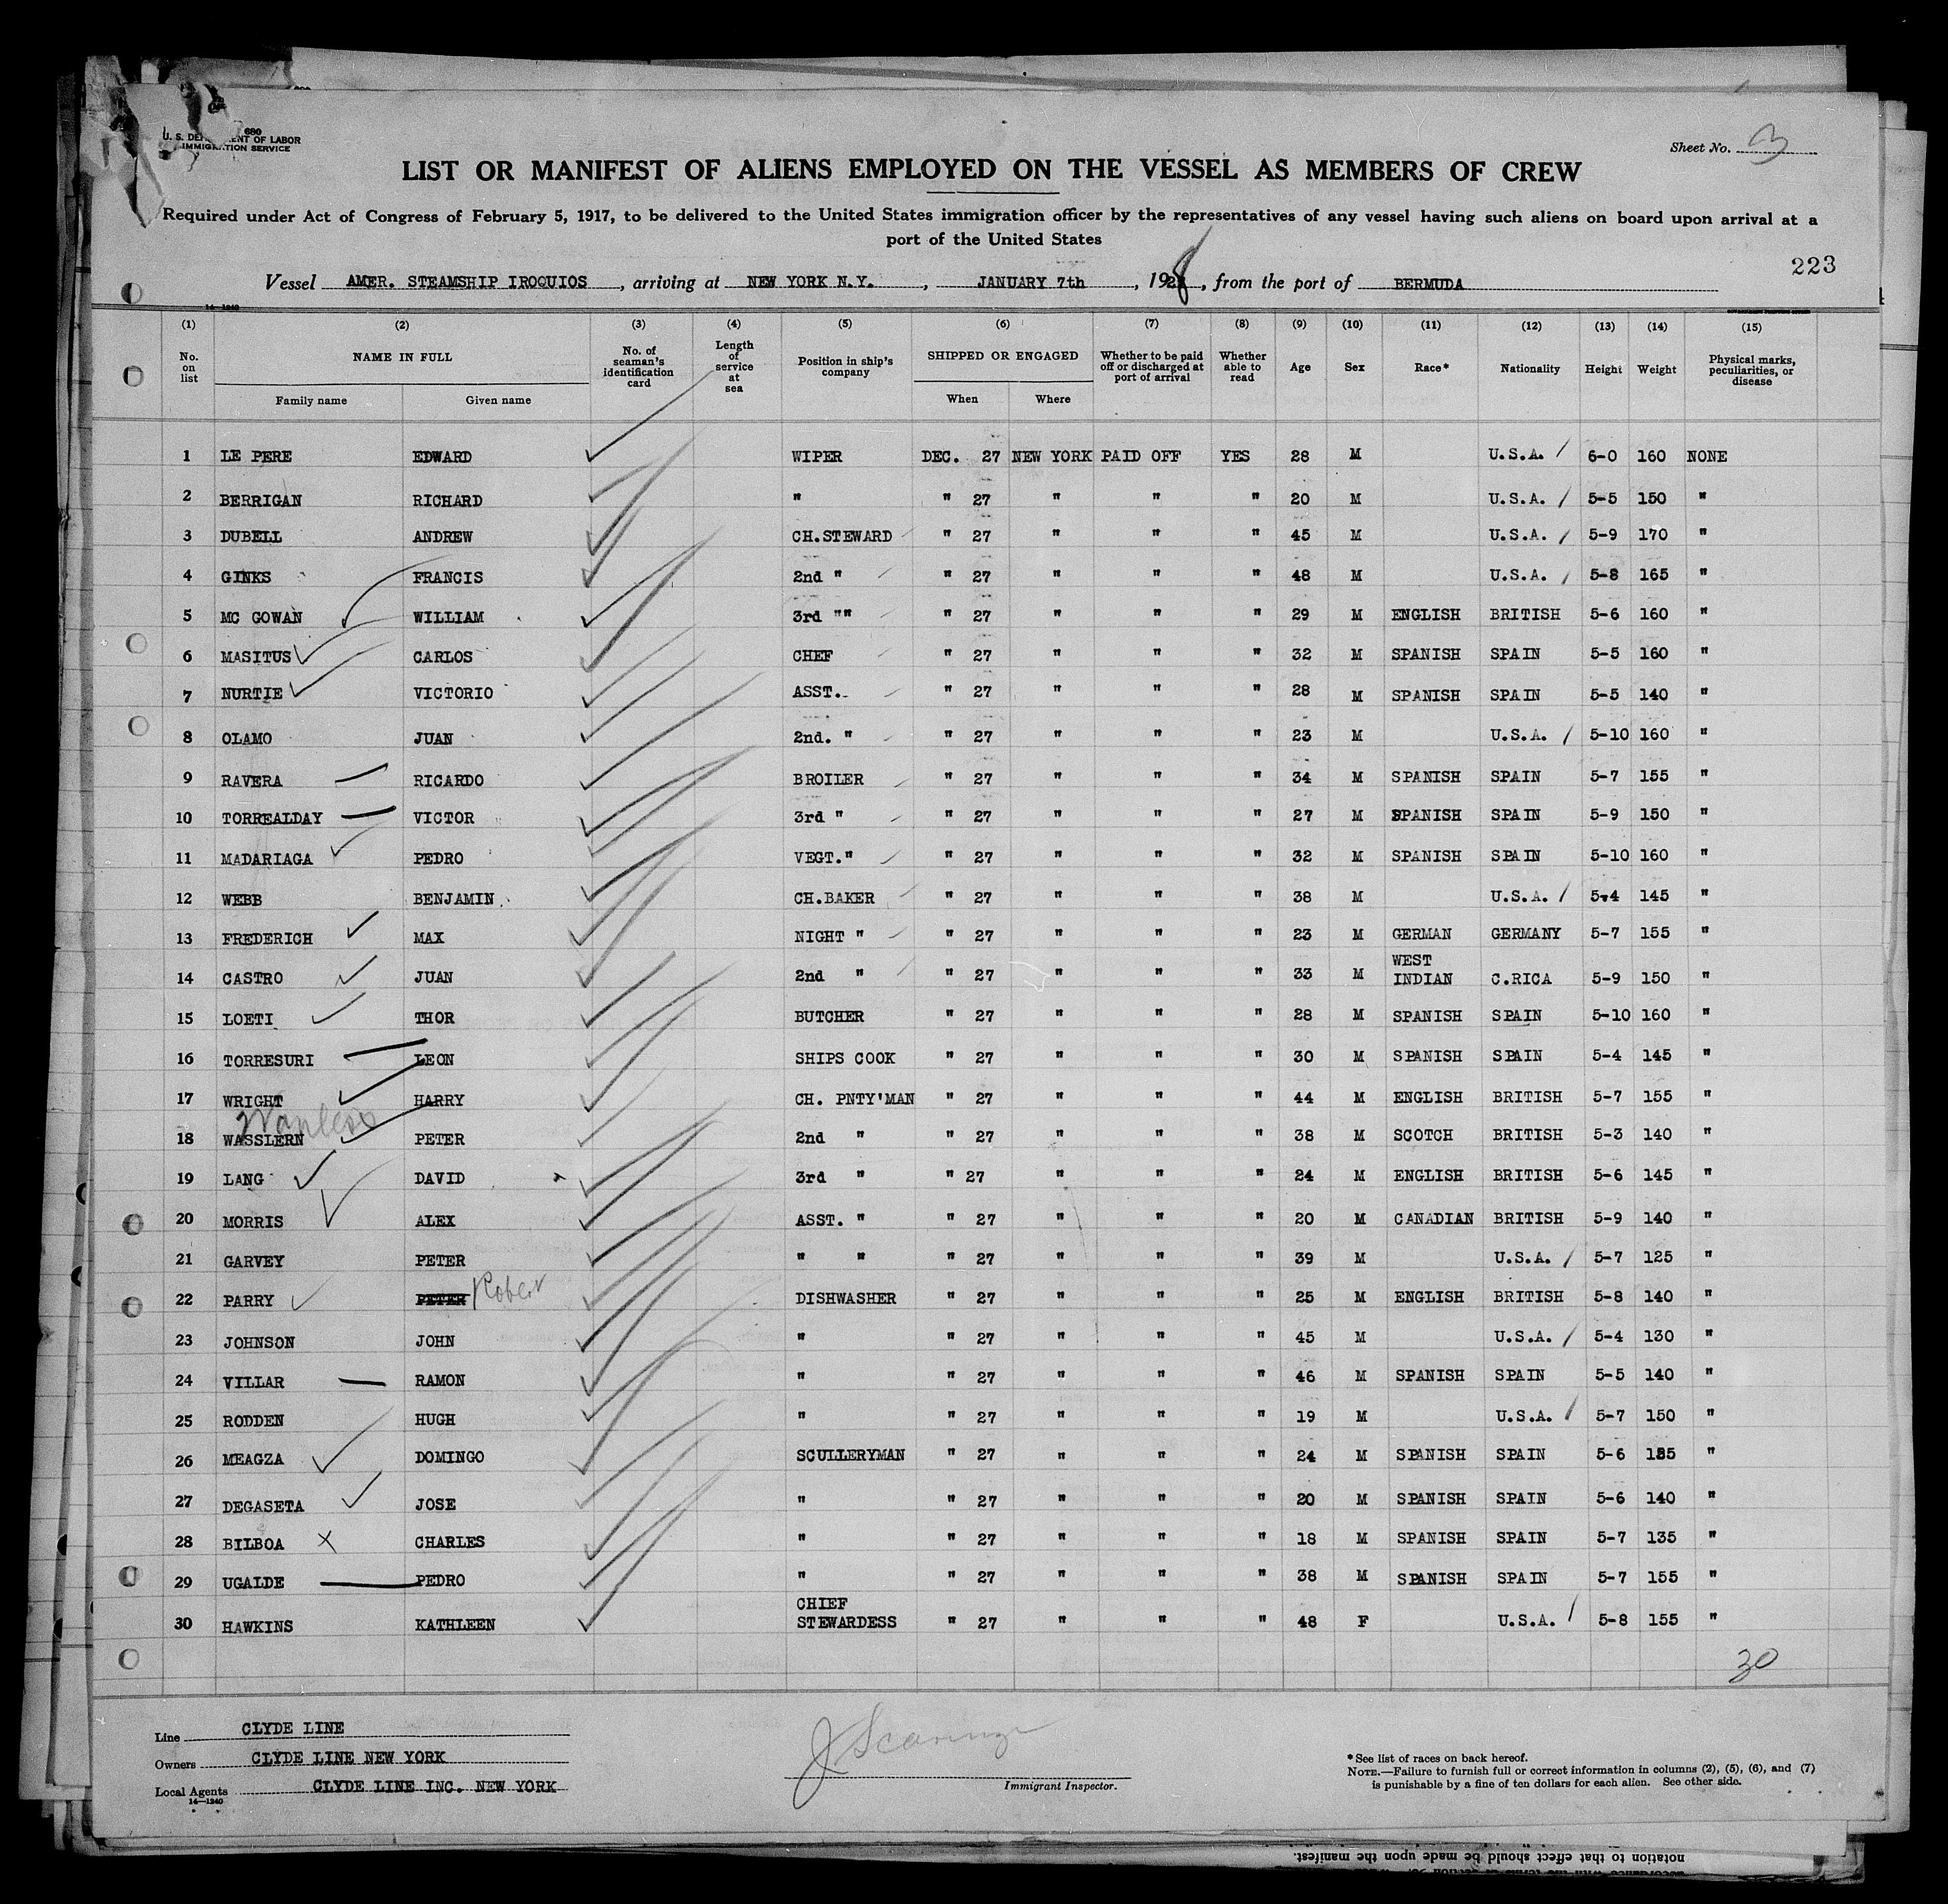 680
U. S. DEPARTMENT OF LABOR
IMMIGRATION SERVICE
Sheet No. 3
LIST OR MANIFEST OF ALIENS EMPLOYED ON THE VESSEL AS MEMBERS OF CREW
Required under Act of Congress of February 5, 1917, to be delivered to the United States immigration officer by the representatives of any vessel having such aliens on board upon arrival at a
port of the United States
223
Vessel AMER. STEAMSHIP IROQUIOS, arriving at NEW YORK N.Y., JANUARY 7th, 1928, from the port of BERMUDA
14—1240
(1) (2) (3) (4) (5) (6) (7) (8) (9) (10) (11) (12) (13) (14) (15)
No. on list NAME IN FULL Family name Given name No. of seaman's identification card Length of service at sea Position in ship's company SHIPPED OR ENGAGED When Where Whether to be paid off or discharged at port of arrival Whether able to read Age Sex Race* Nationality Height Weight Physical marks, peculiarities, or disease
1 LE PERE EDWARD WIPER DEC. 27 NEW YORK PAID OFF YES 28 M U.S.A. 6-0 160 NONE
2 BERRIGAN RICHARD " " 27 " " " 20 M U.S.A. 5-5 150 "
3 DUBELL ANDREW CH.STEWARD " 27 " " " 45 M U.S.A. 5-9 170 "
4 GINKS FRANCIS 2nd " " 27 " " " 48 M U.S.A. 5-8 165 "
5 MC GOWAN WILLIAM 3rd "" " 27 " " " 29 M ENGLISH BRITISH 5-6 160 "
6 MASITUS CARLOS CHEF " 27 " " " 32 M SPANISH SPAIN 5-5 160 "
7 NURTIE VICTORIO ASST. " 27 " " " 28 M SPANISH SPAIN 5-5 140 "
8 OLAMO JUAN 2nd. " " 27 " " " 23 M U.S.A. 5-10 160 "
9 RAVERA RICARDO BROILER " 27 " " " 34 M SPANISH SPAIN 5-7 155 "
10 TORREALDAY VICTOR 3rd " " 27 " " " 27 M SPANISH SPAIN 5-9 150 "
11 MADARIAGA PEDRO VEGT." " 27 " " " 32 M SPANISH SPAIN 5-10 160 "
12 WEBB BENJAMIN CH.BAKER " 27 " " " 38 M U.S.A. 5-4 145 "
13 FREDERICH MAX NIGHT " " 27 " " " 23 M GERMAN GERMANY 5-7 155 "
14 CASTRO JUAN 2nd " " 27 " " " 33 M WEST INDIAN C.RICA 5-9 150 "
15 LOETI THOR BUTCHER " 27 " " " 28 M SPANISH SPAIN 5-10 160 "
16 TORRESURI LEON SHIPS COOK " 27 " " " 30 M SPANISH SPAIN 5-4 145 "
17 WRIGHT HARRY CH. PNTY'MAN " 27 " " " 44 M ENGLISH BRITISH 5-7 155 "
18 WASSLERN PETER 2nd " " 27 " " " 38 M SCOTCH BRITISH 5-3 140 "
19 LANG DAVID 3rd " " 27 " " " 24 M ENGLISH BRITISH 5-6 145 "
20 MORRIS ALEX ASST. " " 27 " " " 20 M CANADIAN BRITISH 5-9 140 "
21 GARVEY PETER " " " 27 " " " 39 M U.S.A. 5-7 125 "
22 PARRY PETER Robert DISHWASHER " 27 " " " 25 M ENGLISH BRITISH 5-8 140 "
23 JOHNSON JOHN " " 27 " " " 45 M U.S.A. 5-4 130 "
24 VILLAR RAMON " " 27 " " " 46 M SPANISH SPAIN 5-5 140 "
25 RODDEN HUGH " " 27 " " " 19 M U.S.A. 5-7 150 "
26 MEAGZA DOMINGO SCULLERYMAN " 27 " " " 24 M SPANISH SPAIN 5-6 "
27 DEGASETA JOSE " " 27 " " " 20 M SPANISH SPAIN 5-6 140 "
28 BILBOA CHARLES " " 27 " " " 18 M SPANISH SPAIN 5-7 135 "
29 UGALDE PEDRO " " 27 " " " 38 M SPANISH SPAIN 5-7 155 "
30 HAWKINS KATHLEEN CHIEF STEWARDESS " 27 " " " 48 F U.S.A. 5-8 155 "
30
Line CLYDE LINE
Owners CLYDE LINE NEW YORK
Local Agents CLYDE LINE INC. NEW YORK
14—1240
Immigrant Inspector.
*See list of races on back hereof.
NOTE.—Failure to furnish full or correct information in columns (2), (5), (6), and (7)
is punishable by a fine of ten dollars for each alien. See other side.
notation to that effect should be made upon the manifest.